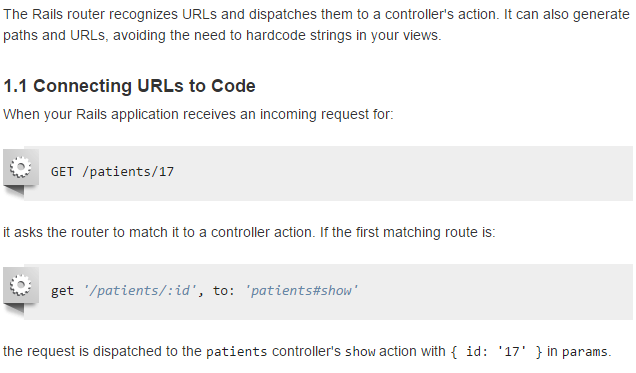 The Rails router recognizes URLs and dispatches them to a controller's action. It can also generate
paths and URLs, avoiding the need to hardcode strings in your views.
1.1 Connecting URLs to Code
When your Rails application receives an incoming request for:
GET /patients/17
it asks the router to match it to a controller action. If the first matching route is:
get '/patients/:id', to: 'patients#show'
the request is dispatched to the patients controller's show action with { id: '17' } in params.